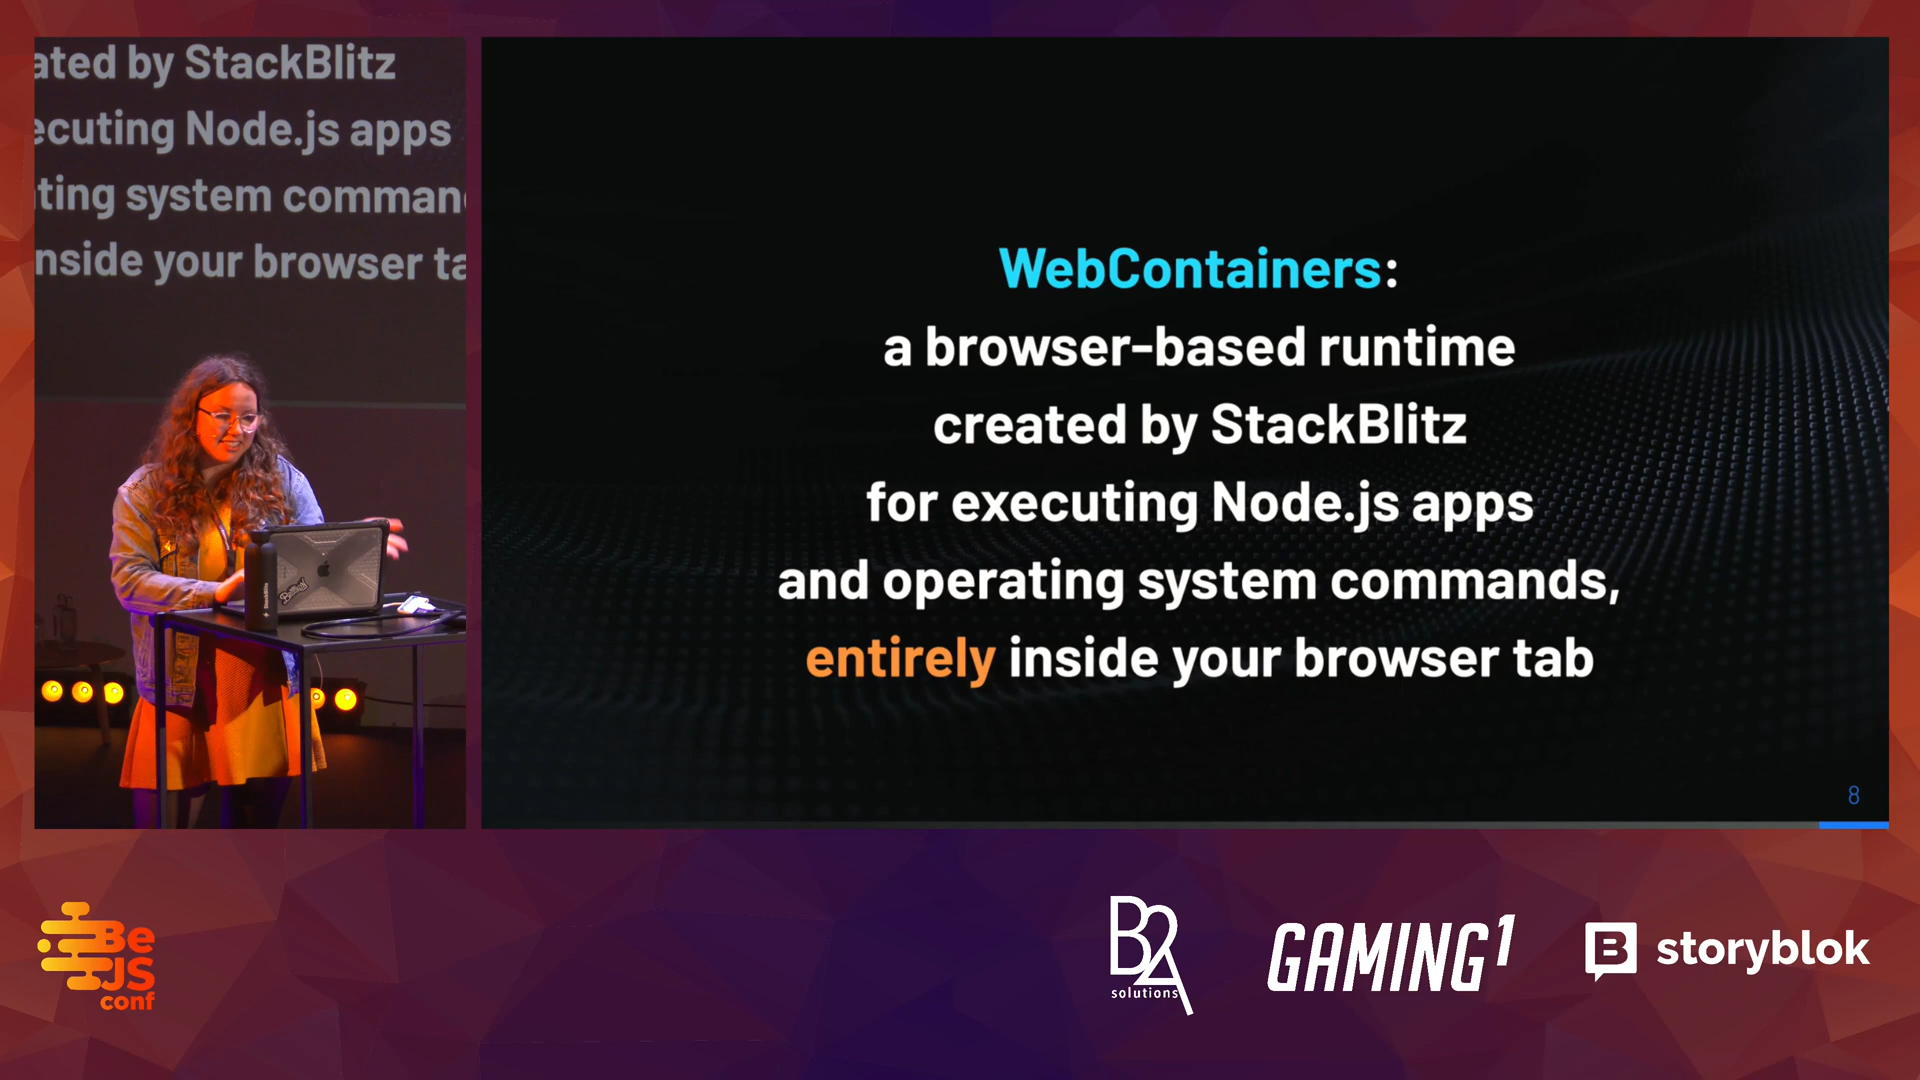 ated by StackBlitz
ecuting Node.js apps
ting system comman
nside your browser ta
WebContainers:
a browser-based runtime
created by StackBlitz
for executing Node.js apps
and operating system commands,
entirely inside your browser tab
8
StackBlitz
Be
JS
conf
B2A
solutions
GAMING1
B storyblok